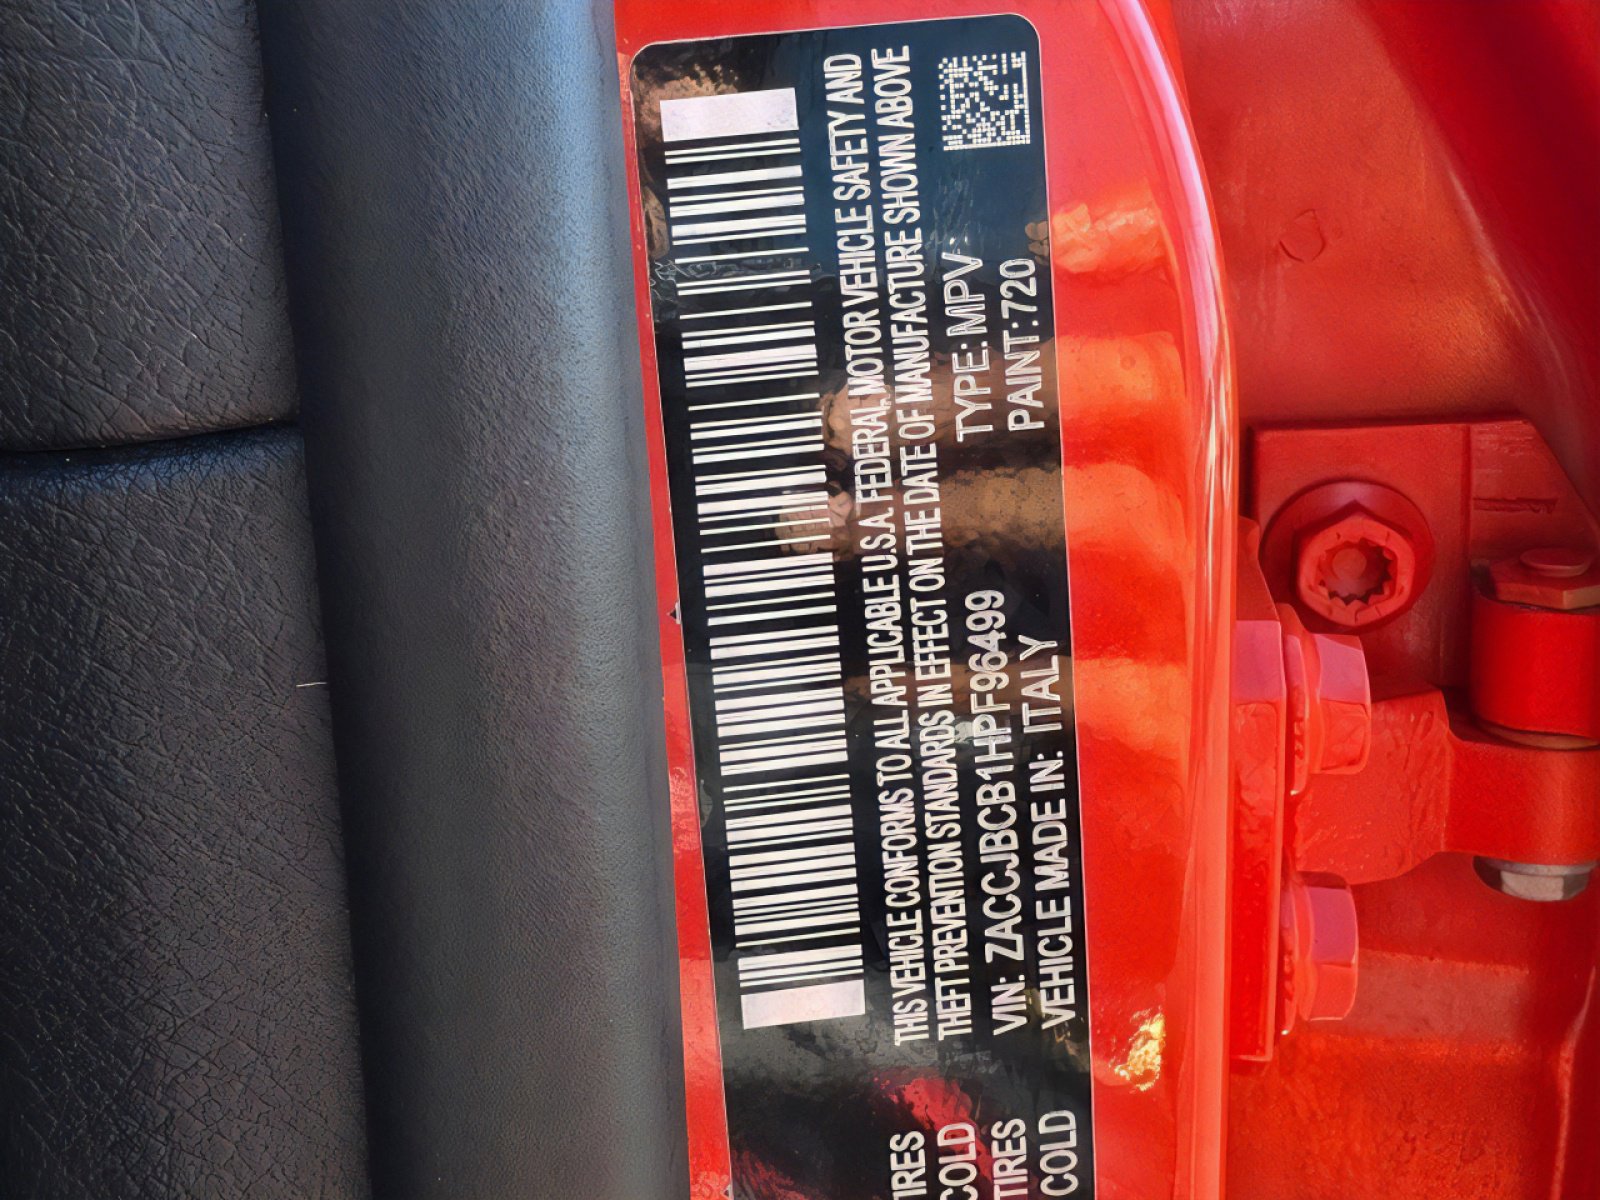 THIS VEHICLE CONFORMS TO ALL APPLICABLE U.S.A. FEDERAL MOTOR VEHICLE SAFETY AND
THEFT PREVENTION STANDARDS IN EFFECT ON THE DATE OF MANUFACTURE SHOWN ABOVE
VIN: ZACCJBCB1HPF96499 TYPE: MPV
VEHICLE MADE IN: ITALY PAINT: 720
TIRES
COLD
TIRES
COLD